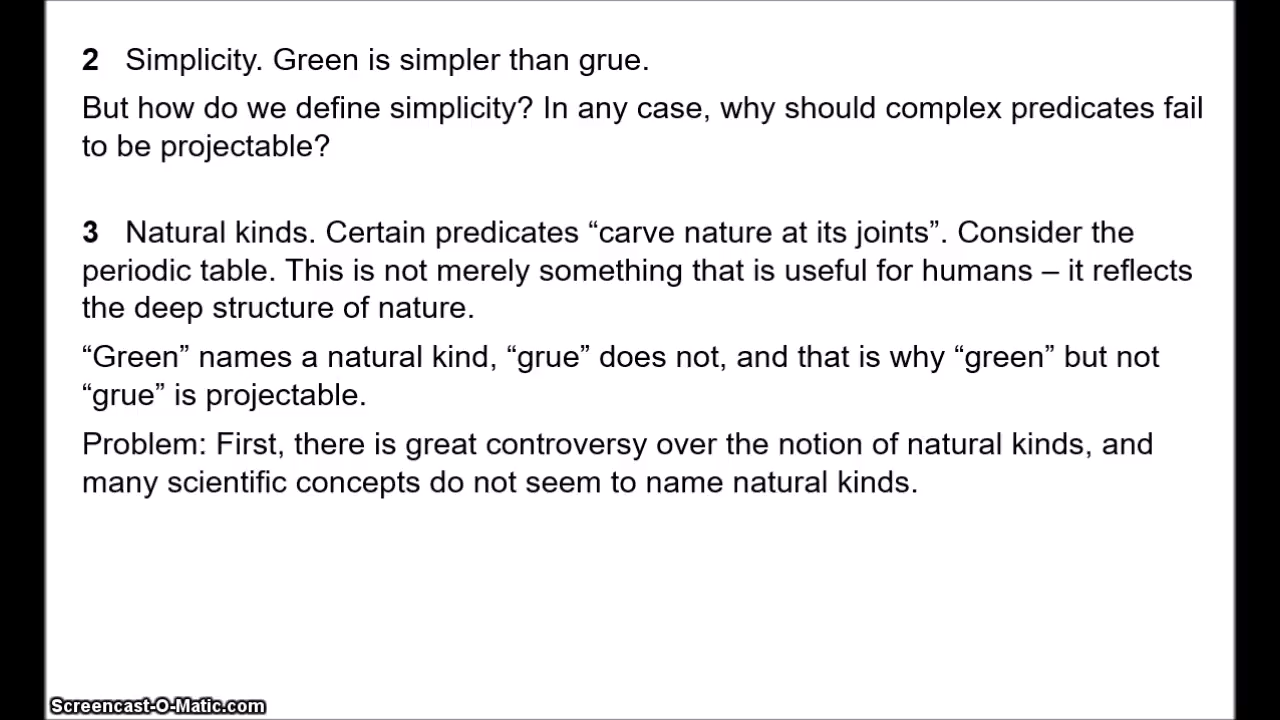 2 Simplicity. Green is simpler than grue.
But how do we define simplicity? In any case, why should complex predicates fail
to be projectable?
3 Natural kinds. Certain predicates “carve nature at its joints”. Consider the
periodic table. This is not merely something that is useful for humans – it reflects
the deep structure of nature.
“Green” names a natural kind, “grue” does not, and that is why “green” but not
“grue” is projectable.
Problem: First, there is great controversy over the notion of natural kinds, and
many scientific concepts do not seem to name natural kinds.
Screencast-O-Matic.com